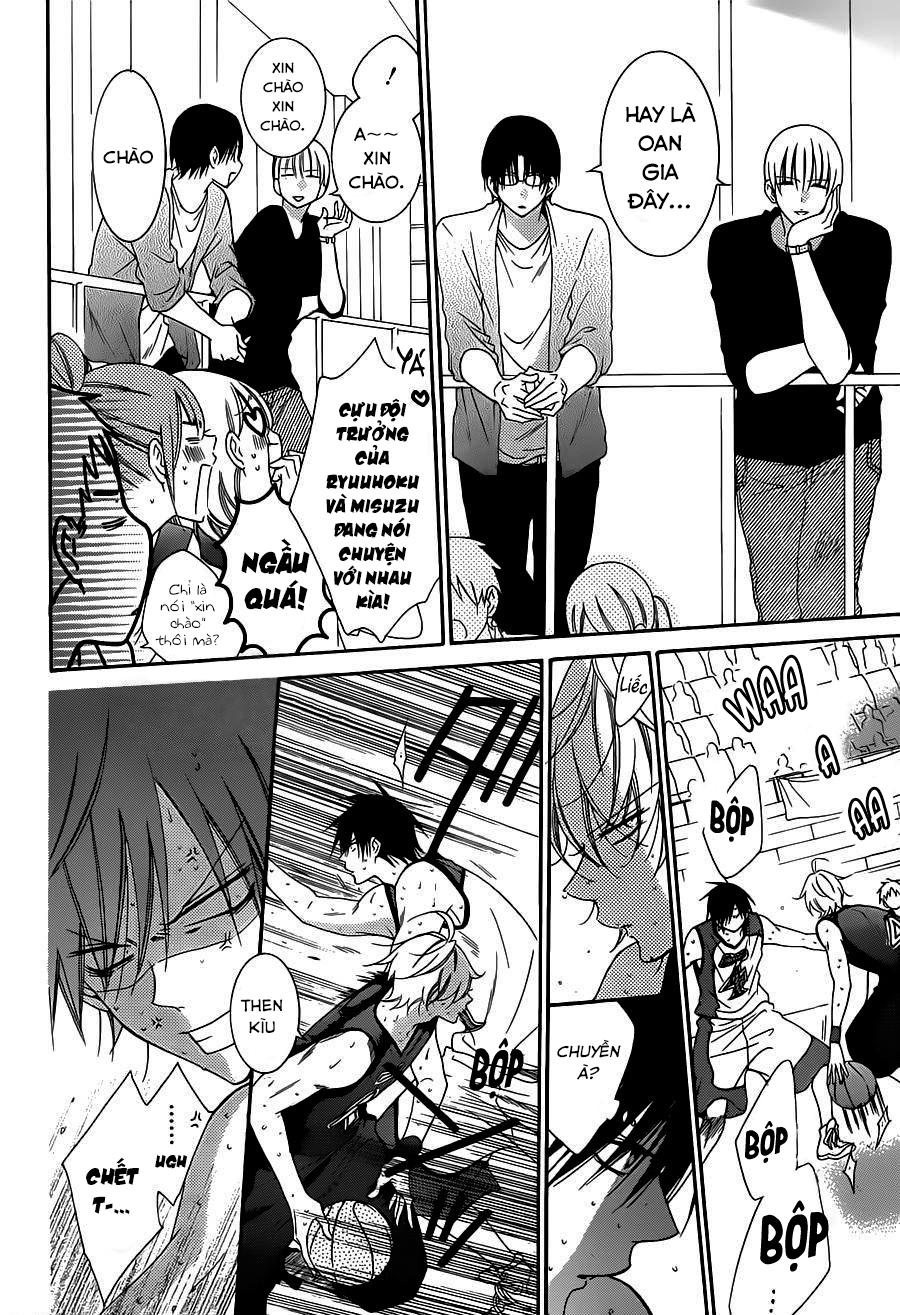 HAY LÀ
OAN
GIA
ĐÂY...
!
A~~
XIN
CHÀO.
XIN
CHÀO
XIN
CHÀO.
CHÀO
YÁ
CỰU ĐỘI
TRƯỞNG
CỦA
RYUUHOKU
VÀ MISUZU
ĐANG NÓI
CHUYỆN
VỚI NHAU
KÌA!
NGẦU
QUÁ!
Chỉ là
nói "xin
chào"
thôi mà?
WAA
A
AA
BỘP
BỘP
...
BỘP
Liếc
CHUYỀN
À?
BỘP
THEN
KÌU
......
UGH
CHẾT
T-...